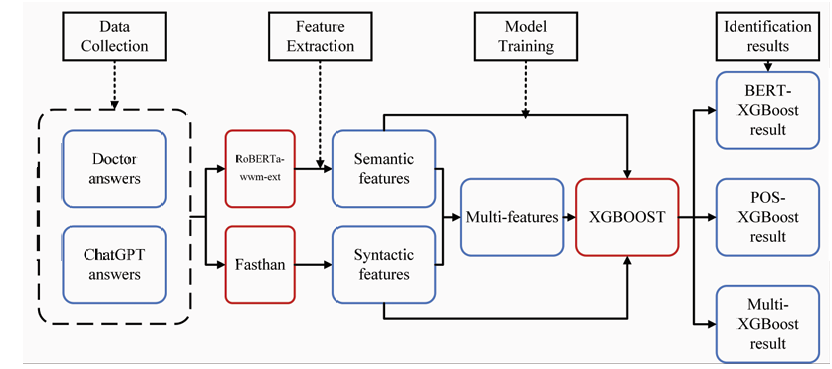 Data
Collection
Feature
Extraction
Model
Training
Identification
results
Doctor
answers
ChatGPT
answers
RoBERTa-
wwm-ext
Fasthan
Semantic
features
Syntactic
features
Multi-features
XGBOOST
BERT-
XGBoost
result
POS-
XGBoost
result
Multi-
XGBoost
result